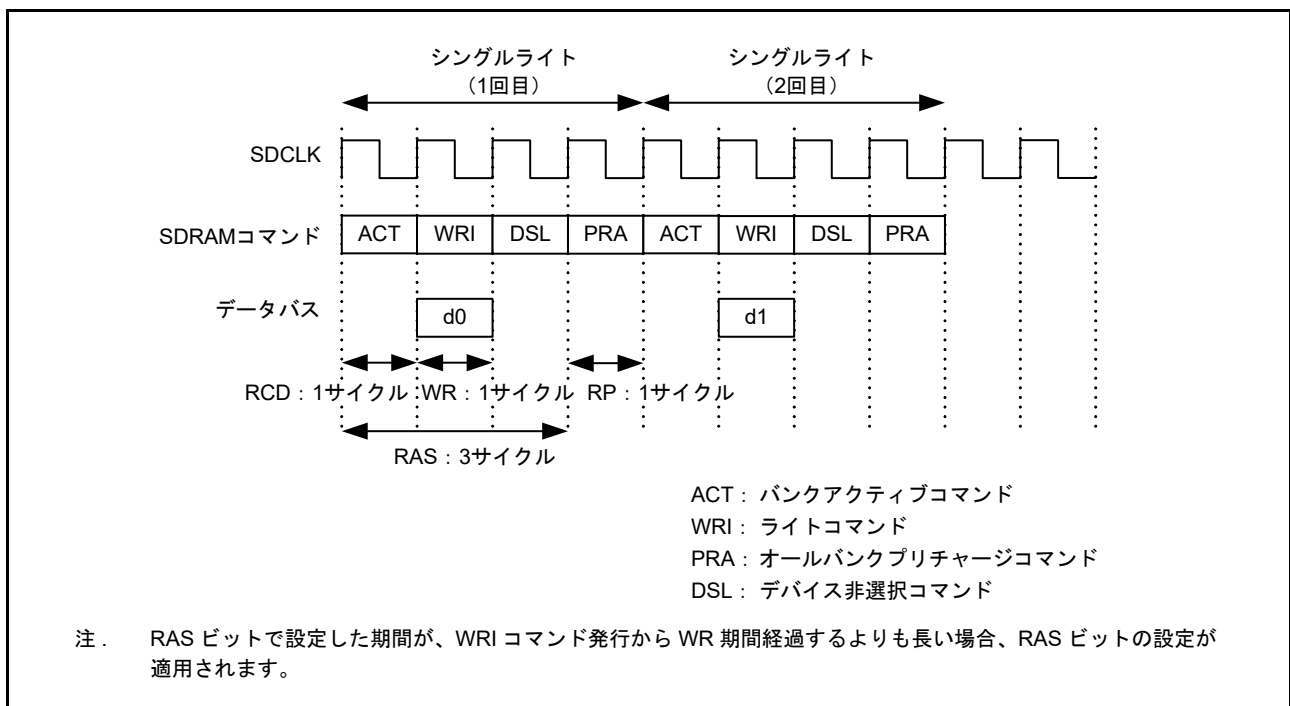 シングルライト シングルライト
（1回目） （2回目）
SDCLK
SDRAMコマンド ACT WRI DSL PRA ACT WRI DSL PRA
データバス d0 d1
RCD：1サイクル WR：1サイクル RP：1サイクル
RAS：3サイクル
ACT： バンクアクティブコマンド
WRI： ライトコマンド
PRA： オールバンクプリチャージコマンド
DSL： デバイス非選択コマンド
注． RAS ビットで設定した期間が、WRI コマンド発行から WR 期間経過するよりも長い場合、RAS ビットの設定が
適用されます。